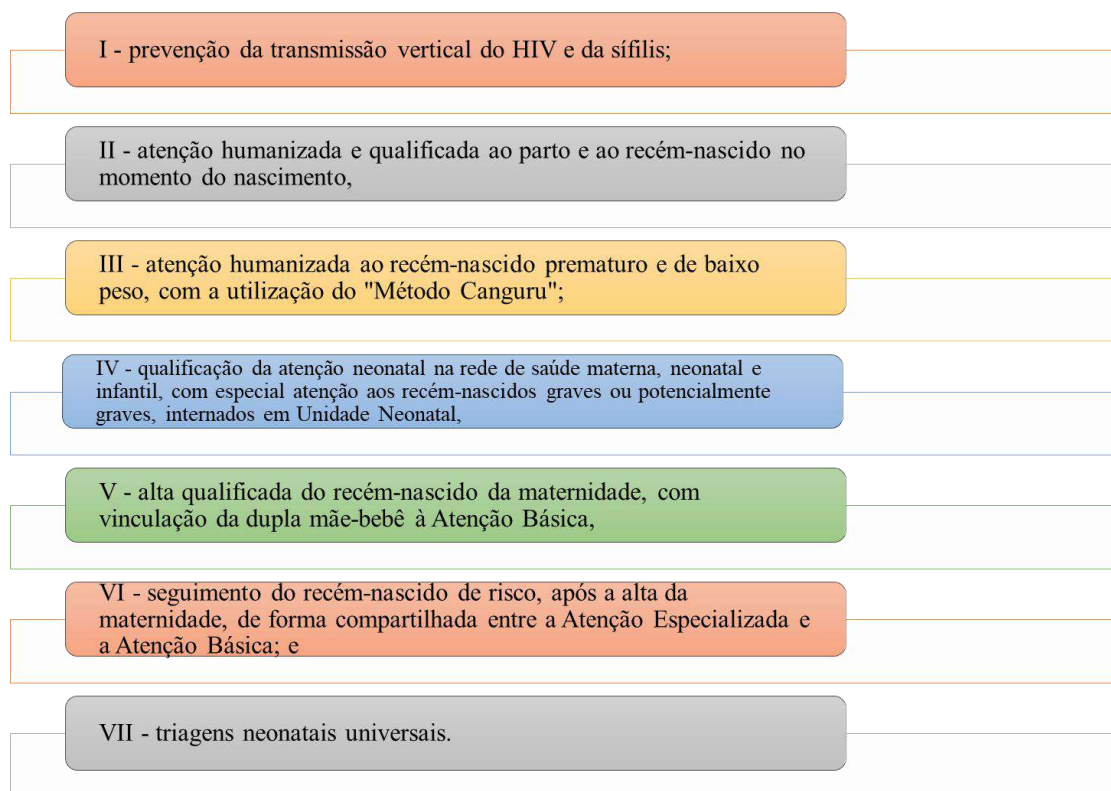 I - prevenção da transmissão vertical do HIV e da sífilis;
II - atenção humanizada e qualificada ao parto e ao recém-nascido no
momento do nascimento,
III - atenção humanizada ao recém-nascido prematuro e de baixo
peso, com a utilização do "Método Canguru";
IV - qualificação da atenção neonatal na rede de saúde materna, neonatal e
infantil, com especial atenção aos recém-nascidos graves ou potencialmente
graves, internados em Unidade Neonatal,
V - alta qualificada do recém-nascido da maternidade, com
vinculação da dupla mãe-bebê à Atenção Básica,
VI - seguimento do recém-nascido de risco, após a alta da
maternidade, de forma compartilhada entre a Atenção Especializada e
a Atenção Básica; e
VII - triagens neonatais universais.